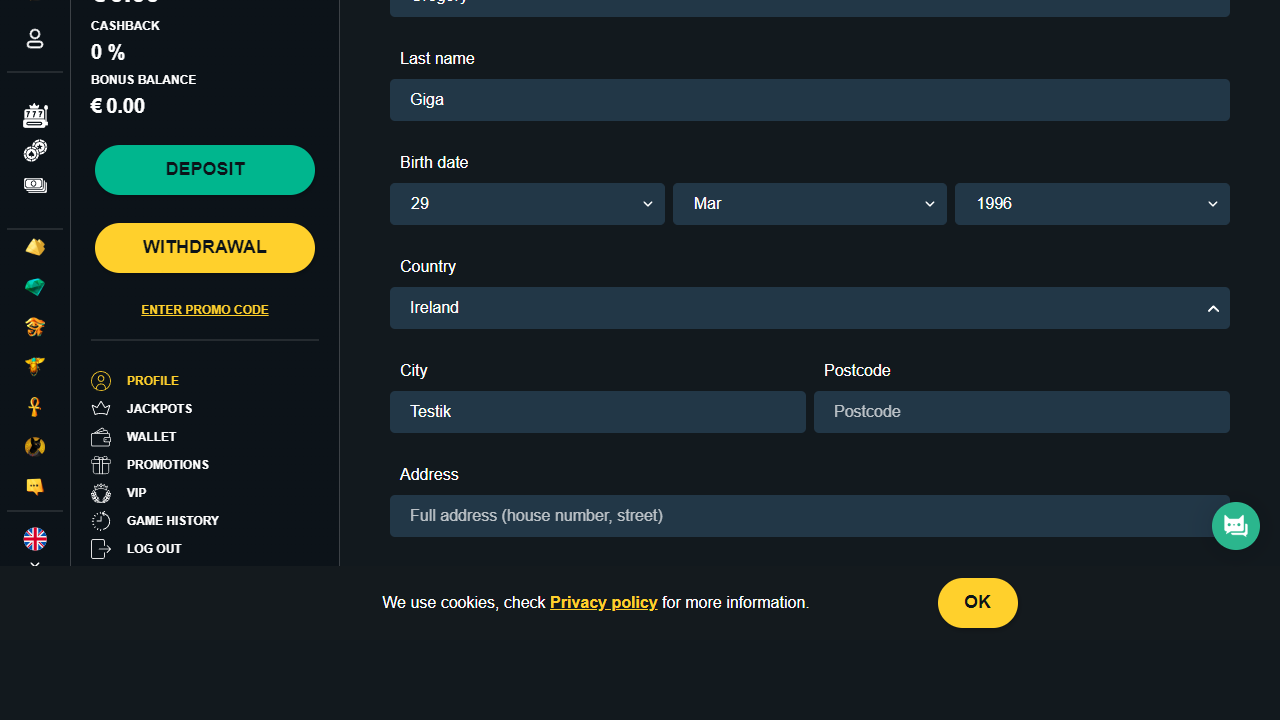 CASHBACK
0 %
BONUS BALANCE
€ 0.00
DEPOSIT
WITHDRAWAL
ENTER PROMO CODE
PROFILE
JACKPOTS
WALLET
PROMOTIONS
VIP
GAME HISTORY
LOG OUT
Last name
Giga
Birth date
29 Mar 1996
Country
Ireland
City Postcode
Testik Postcode
Address
Full address (house number, street)
We use cookies, check Privacy policy for more information. OK